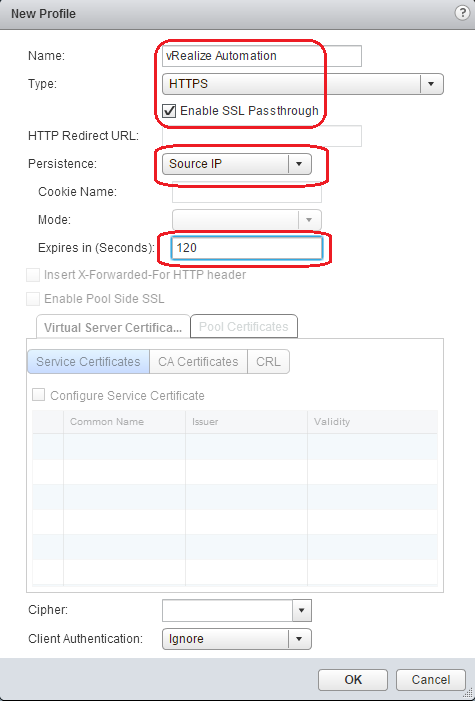 New Profile
?
Name: vRealize Automation
Type: HTTPS
Enable SSL Passthrough
HTTP Redirect URL:
Persistence: Source IP
Cookie Name:
Mode:
Expires in (Seconds): 120
Insert X-Forwarded-For HTTP header
Enable Pool Side SSL
Virtual Server Certifica... Pool Certificates
Service Certificates CA Certificates CRL
Configure Service Certificate
Common Name Issuer Validity
Cipher:
Client Authentication: Ignore
OK Cancel